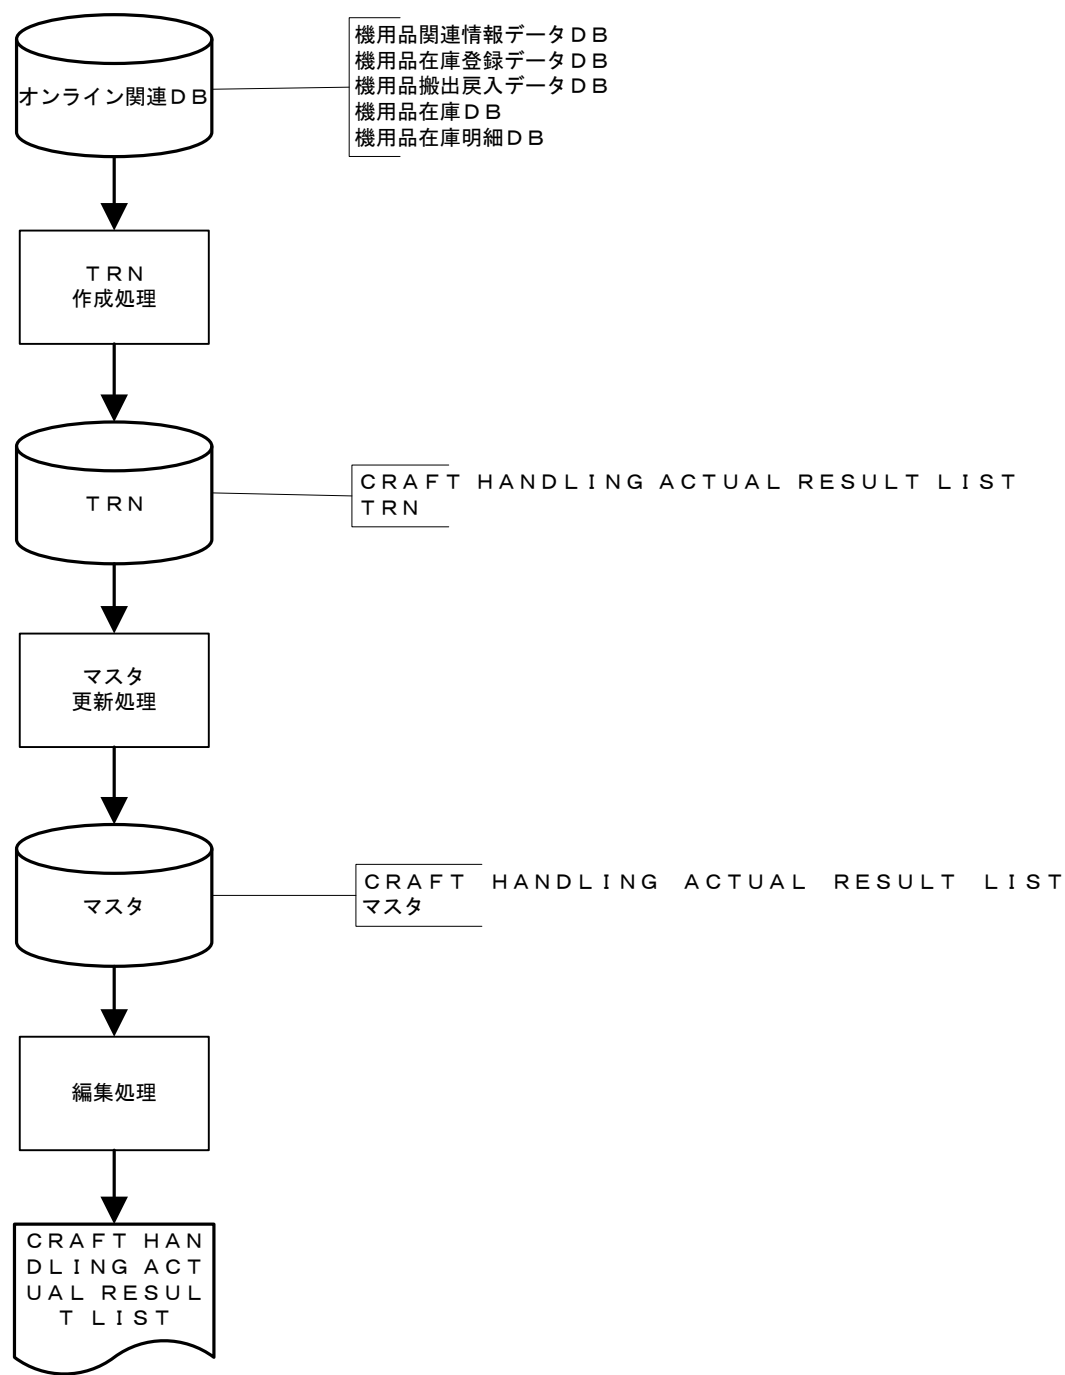 オンライン関連ＤＢ
機用品関連情報データＤＢ
機用品在庫登録データＤＢ
機用品搬出戻入データＤＢ
機用品在庫ＤＢ
機用品在庫明細ＤＢ
ＴＲＮ
作成処理
ＴＲＮ
ＣＲＡＦＴ ＨＡＮＤＬＩＮＧ ＡＣＴＵＡＬ ＲＥＳＵＬＴ ＬＩＳＴ
ＴＲＮ
マスタ
更新処理
マスタ
ＣＲＡＦＴ　ＨＡＮＤＬＩＮＧ　ＡＣＴＵＡＬ　ＲＥＳＵＬＴ　ＬＩＳＴ
マスタ
編集処理
ＣＲＡＦＴ ＨＡＮ
ＤＬＩＮＧ ＡＣＴ
ＵＡＬ ＲＥＳＵＬ
Ｔ ＬＩＳＴ